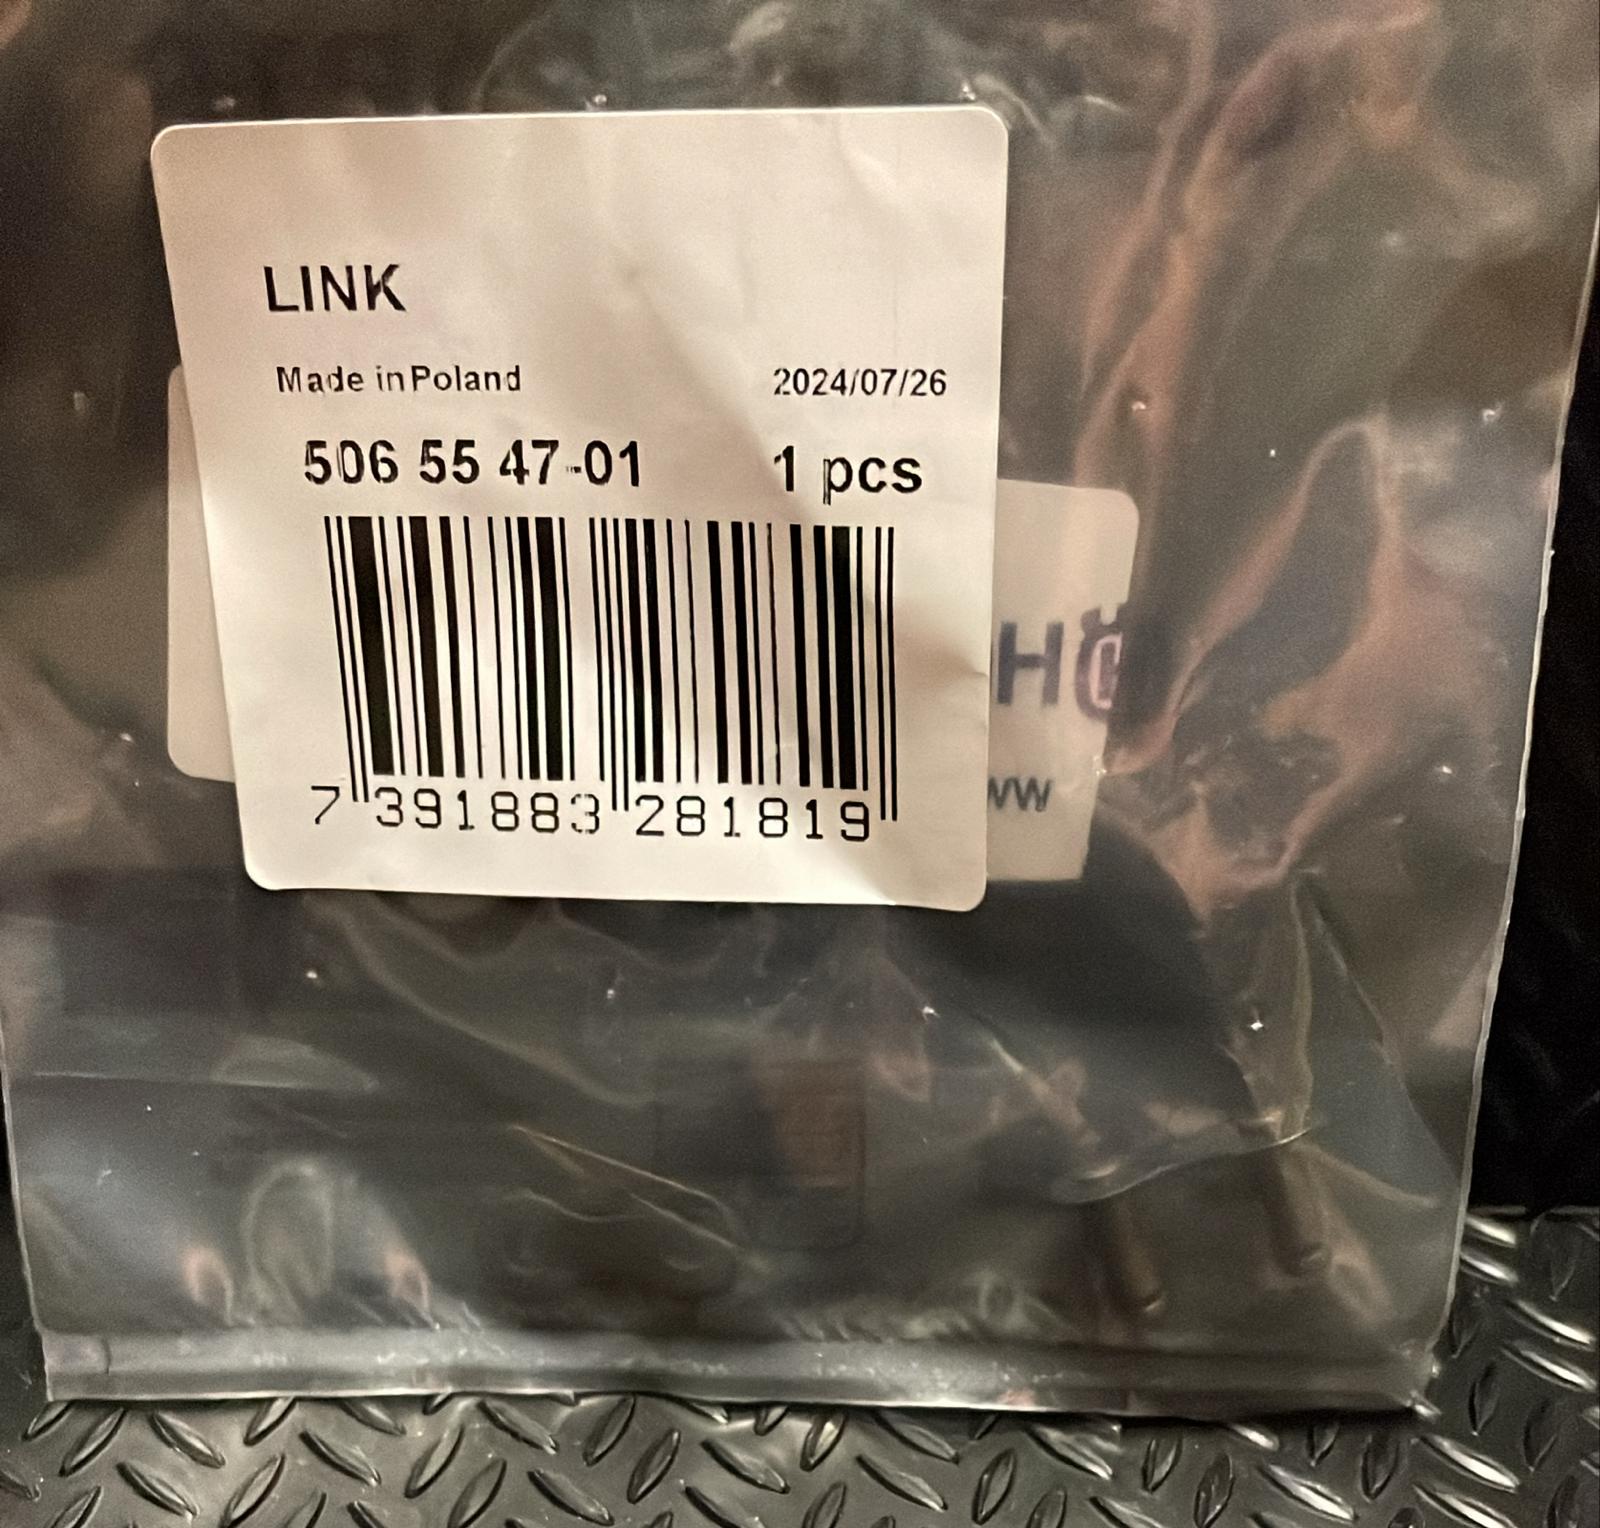 LINK
Made in Poland 2024/07/26
506 55 47-01 1 pcs
7 391883 281819